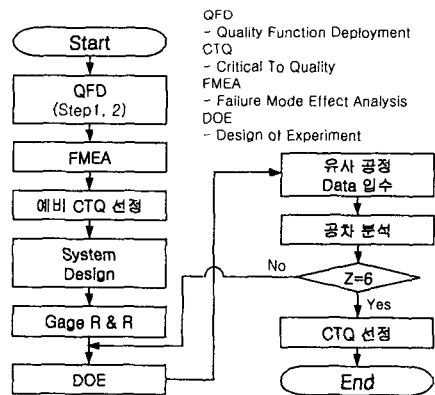 Start
QFD
(Step1, 2)
FMEA
예비 CTQ 선정
System
Design
Gage R & R
DOE
QFD
- Quality Function Deployment
CTQ
- Critical To Quality
FMEA
- Failure Mode Effect Analysis
DOE
- Design of Experiment
유사 공정
Data 입수
공차 분석
No
Z=6
Yes
CTQ 선정
End